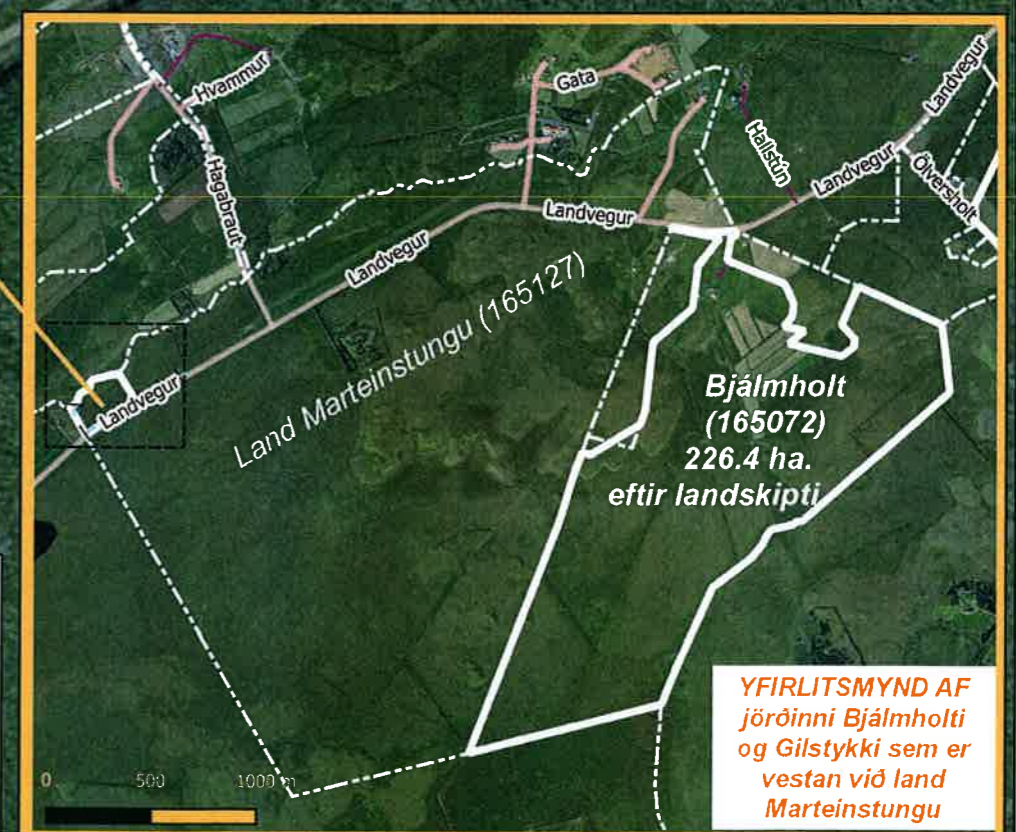 Hvammur
Gata
Landvegur
Hallstún
Hagabraut
Landvegur
Ölversholt
Landvegur
Landvegur
Land Marteinstungu (165127)
Landvegur
Bjálmholt
(165072)
226.4 ha.
eftir landskipti
YFIRLITSMYND AF
jörðinni Bjálmholti
og Gilstykki sem er
vestan við land
Marteinstungu
0 500 1000 m